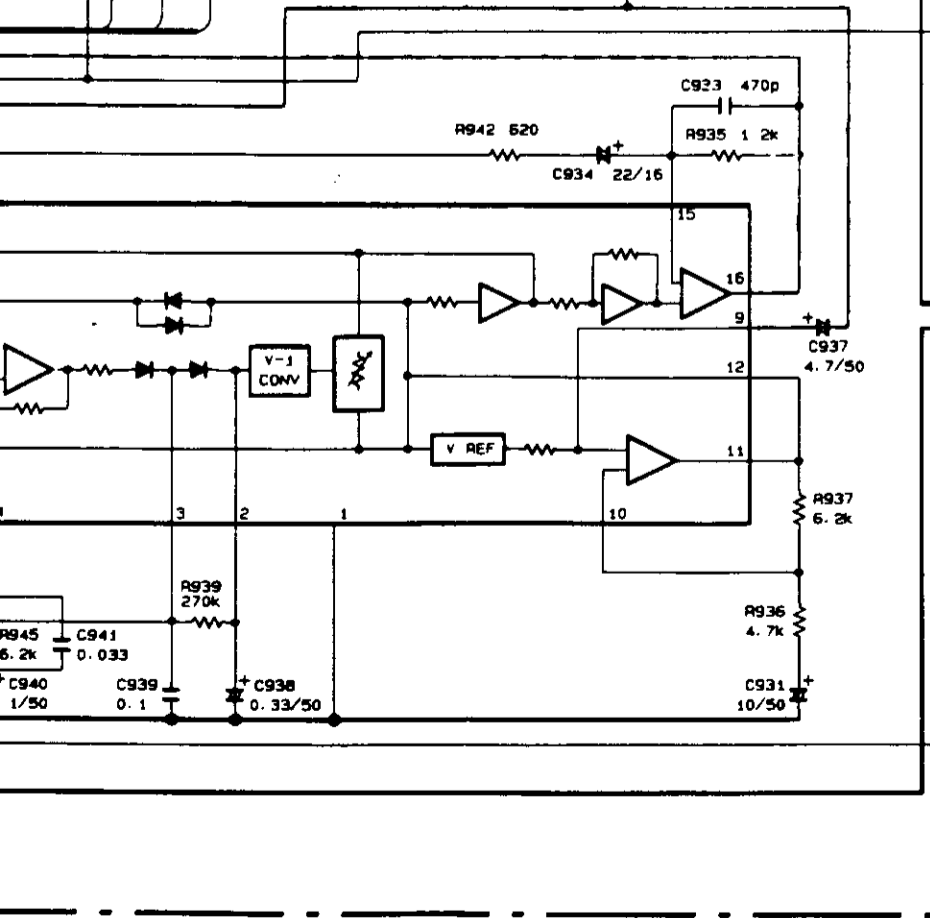 C923 470p
R942 620
R935 1 2k
C934 22/16
15
16
9
C937
4.7/50
V-i
CONV
12
V REF
11
R937
6.2k
3
2
1
10
R939
270k
R936
4.7k
R945
6.2k
C941
0.033
C940
1/50
C939
0.1
C938
0.33/50
C931
10/50